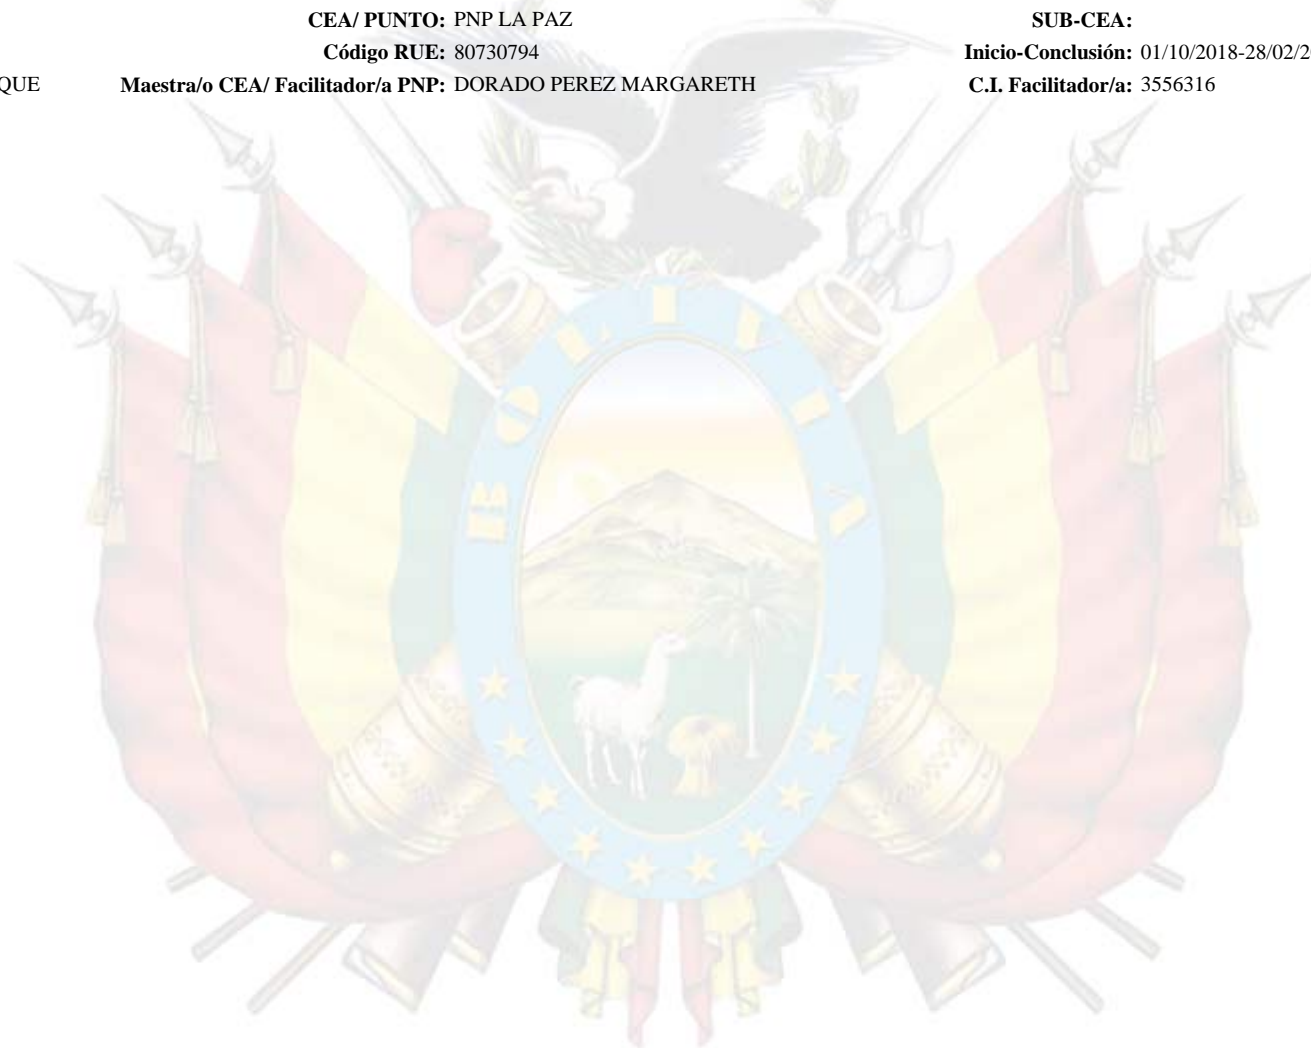 CEA/ PUNTO: PNP LA PAZ SUB-CEA:
Código RUE: 80730794 Inicio-Conclusión: 01/10/2018-28/02/2
QUE Maestra/o CEA/ Facilitador/a PNP: DORADO PEREZ MARGARETH C.I. Facilitador/a: 3556316
BOLIVIA